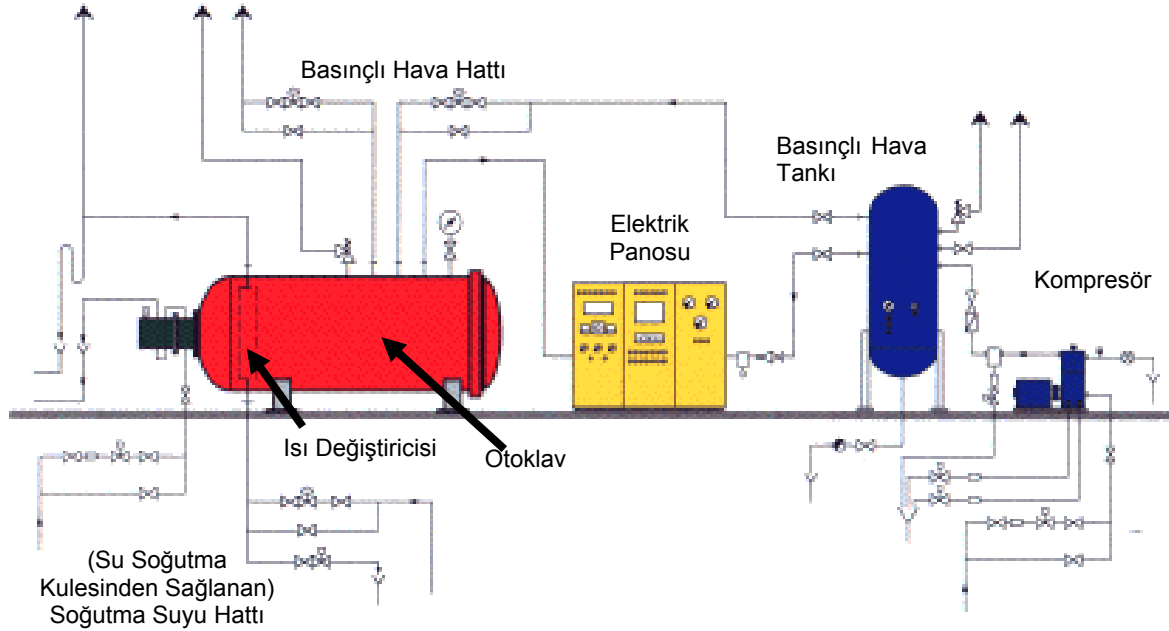 Basınçlı Hava Hattı
Basınçlı Hava
Tankı
Elektrik
Panosu
Kompresör
Isı Değiştiricisi
Otoklav
(Su Soğutma
Kulesinden Sağlanan)
Soğutma Suyu Hattı